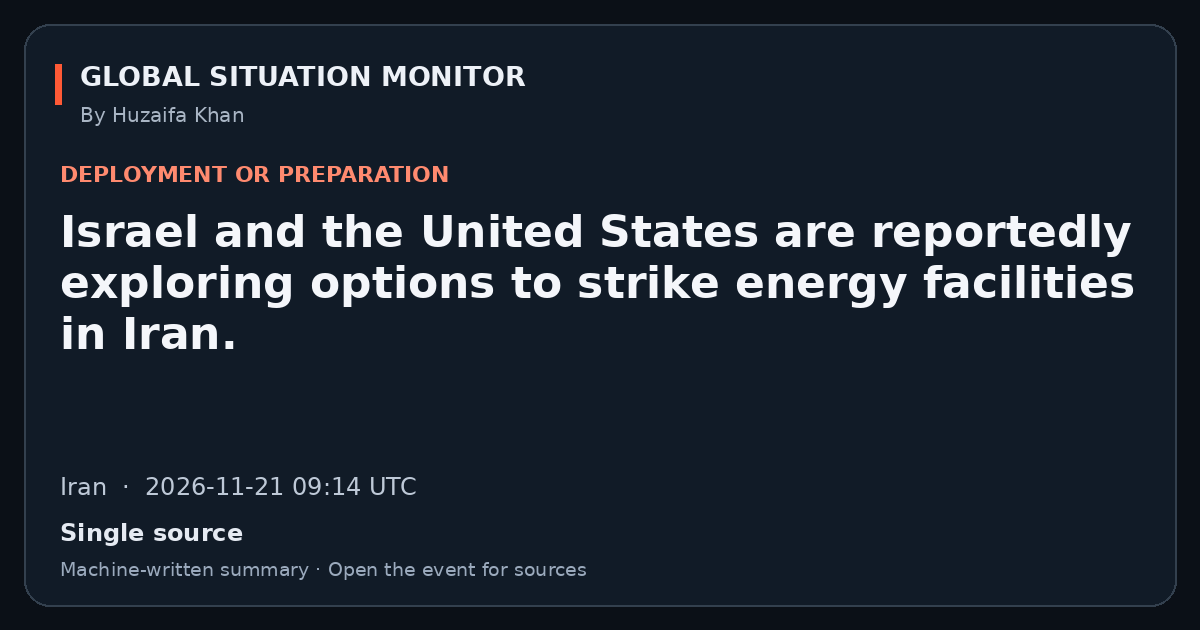 GLOBAL SITUATION MONITOR
By Huzaifa Khan
DEPLOYMENT OR PREPARATION
Israel and the United States are reportedly
exploring options to strike energy facilities
in Iran.
Iran · 2026-11-21 09:14 UTC
Single source
Machine-written summary · Open the event for sources